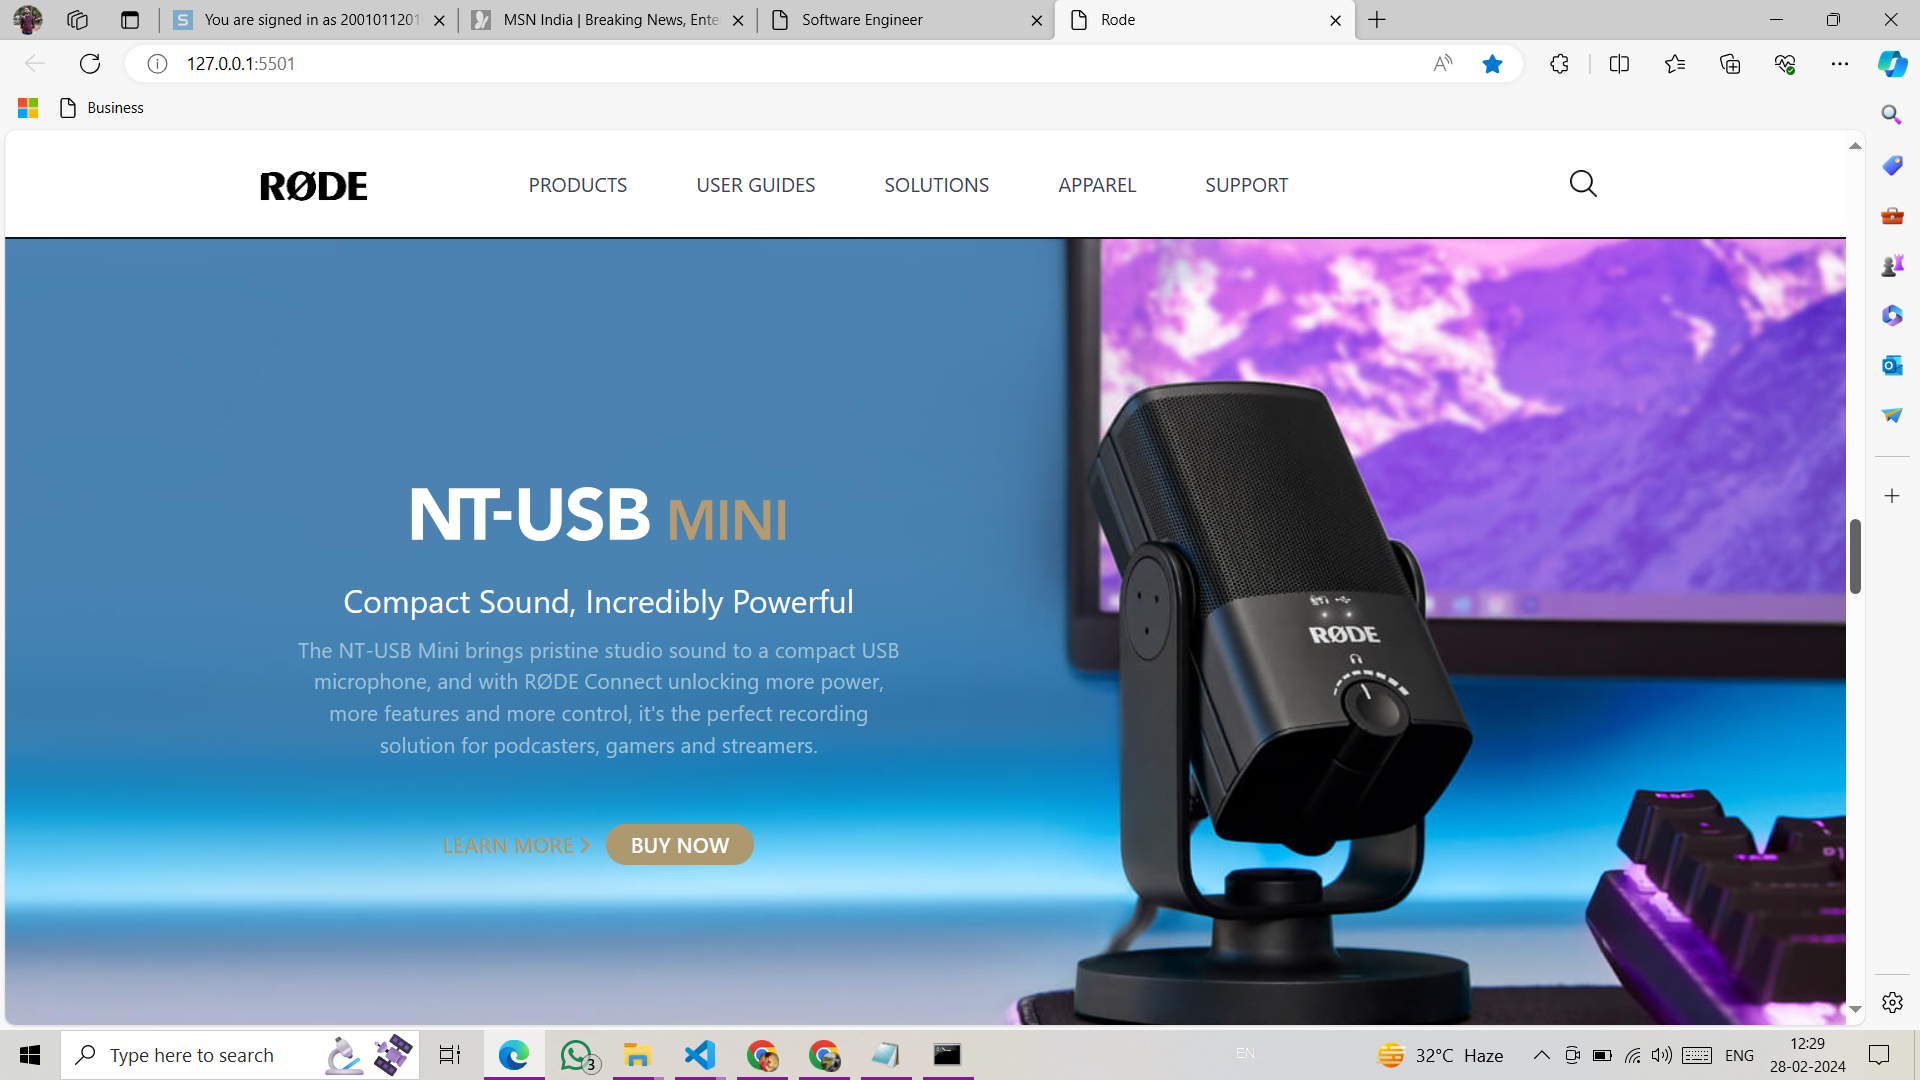 You are signed in as 2001011201
MSN India | Breaking News, Ente
Software Engineer
Rode
127.0.0.1:5501
Business
RØDE
PRODUCTS
USER GUIDES
SOLUTIONS
APPAREL
SUPPORT
NT-USB MINI
Compact Sound, Incredibly Powerful
The NT-USB Mini brings pristine studio sound to a compact USB
microphone, and with RØDE Connect unlocking more power,
more features and more control, it's the perfect recording
solution for podcasters, gamers and streamers.
LEARN MORE
BUY NOW
RØDE
ESC
TAB
Type here to search
3
EN
32°C Haze
ENG
12:29
28-02-2024